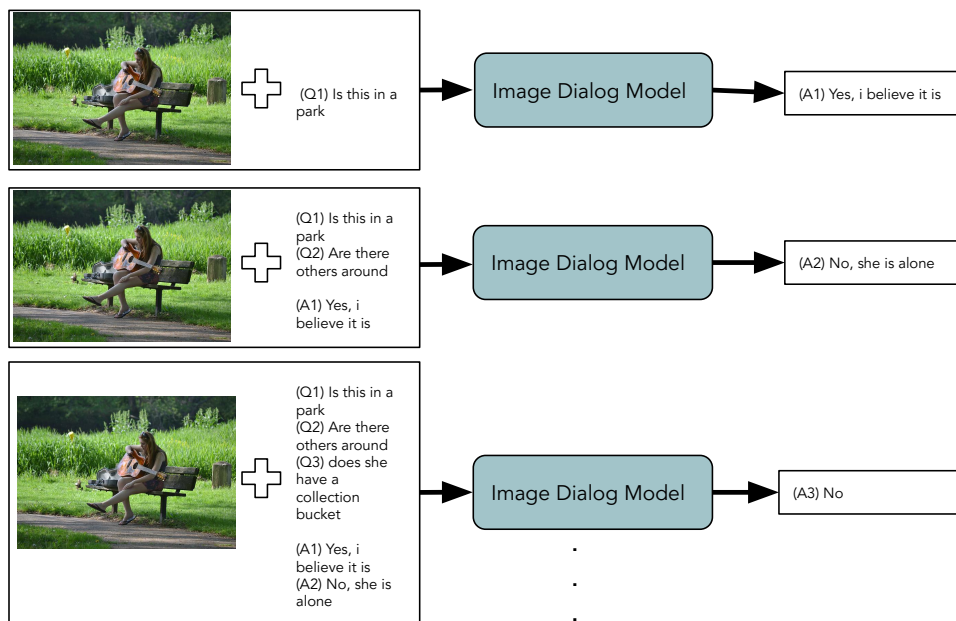 (Q1) Is this in a
park
Image Dialog Model
(A1) Yes, i believe it is
(Q1) Is this in a
park
(Q2) Are there
others around
(A1) Yes, i
believe it is
Image Dialog Model
(A2) No, she is alone
(Q1) Is this in a
park
(Q2) Are there
others around
(Q3) does she
have a
collection
bucket
(A1) Yes, i
believe it is
(A2) No, she is
alone
Image Dialog Model
(A3) No